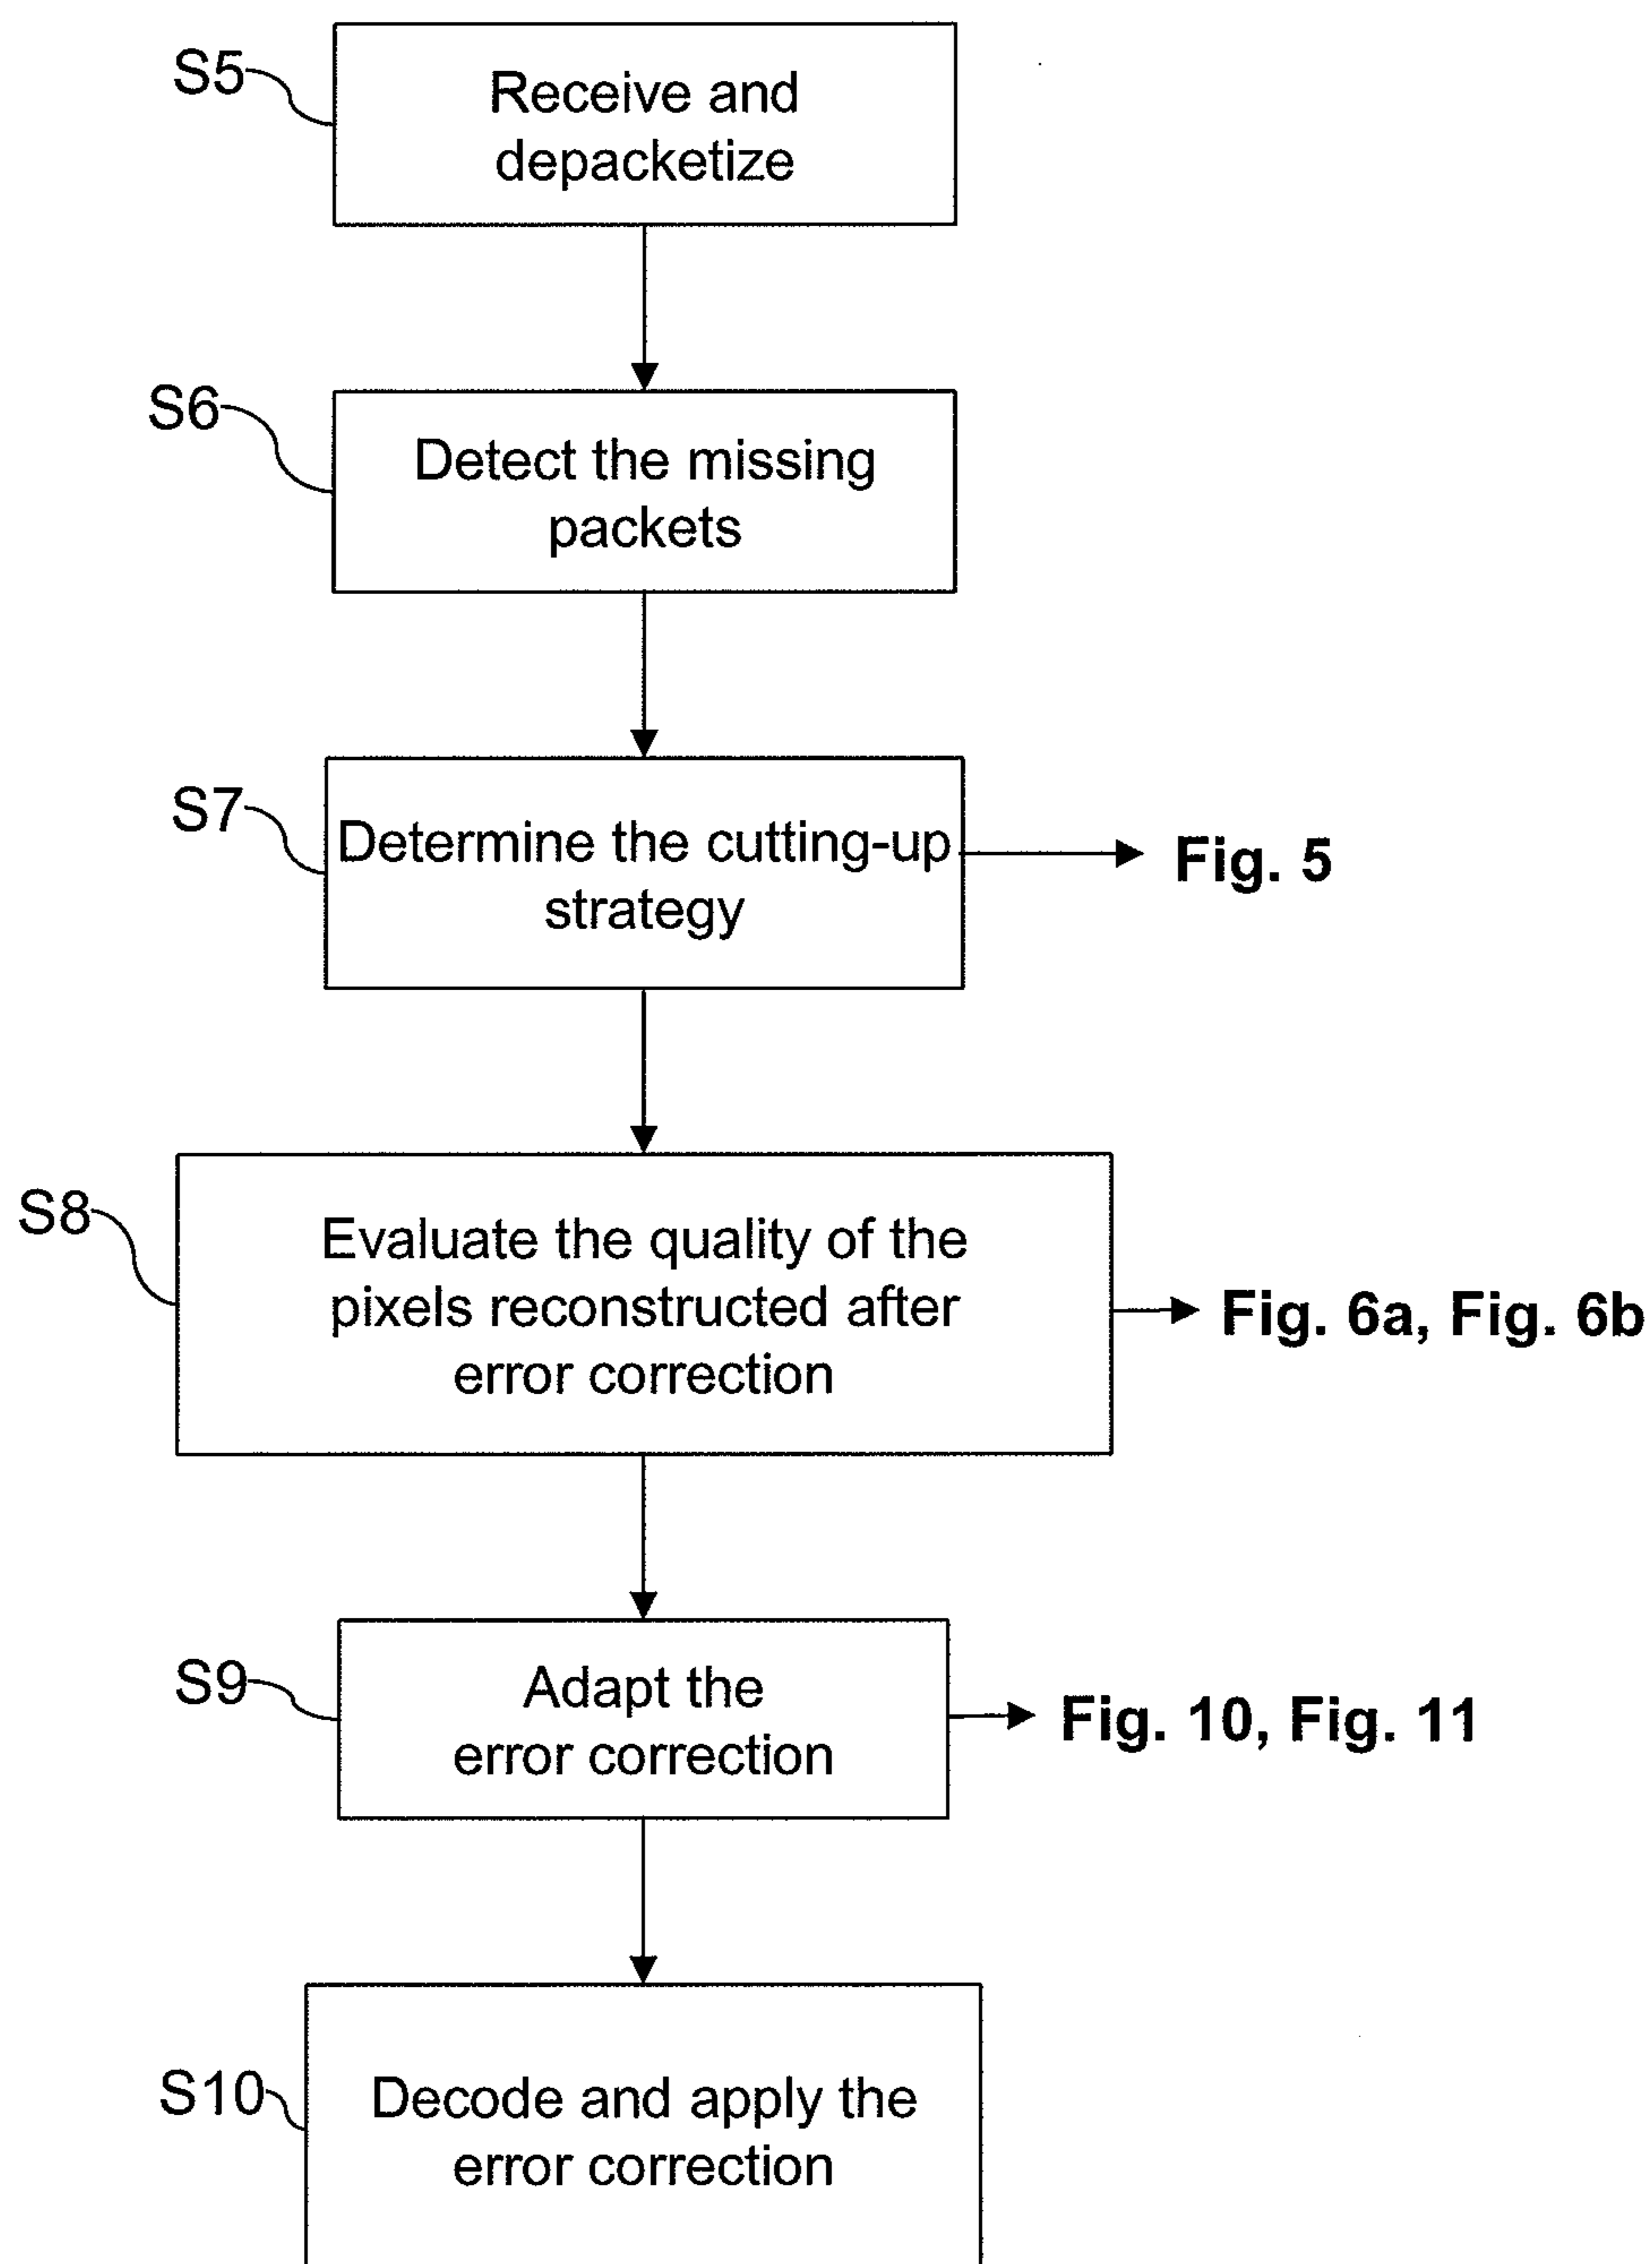 S5
Receive and
depacketize
S6
Detect the missing
packets
S7
Determine the cutting-up
strategy
Fig. 5
S8
Evaluate the quality of the
pixels reconstructed after
error correction
Fig. 6a, Fig. 6b
S9
Adapt the
error correction
Fig. 10, Fig. 11
S10
Decode and apply the
error correction